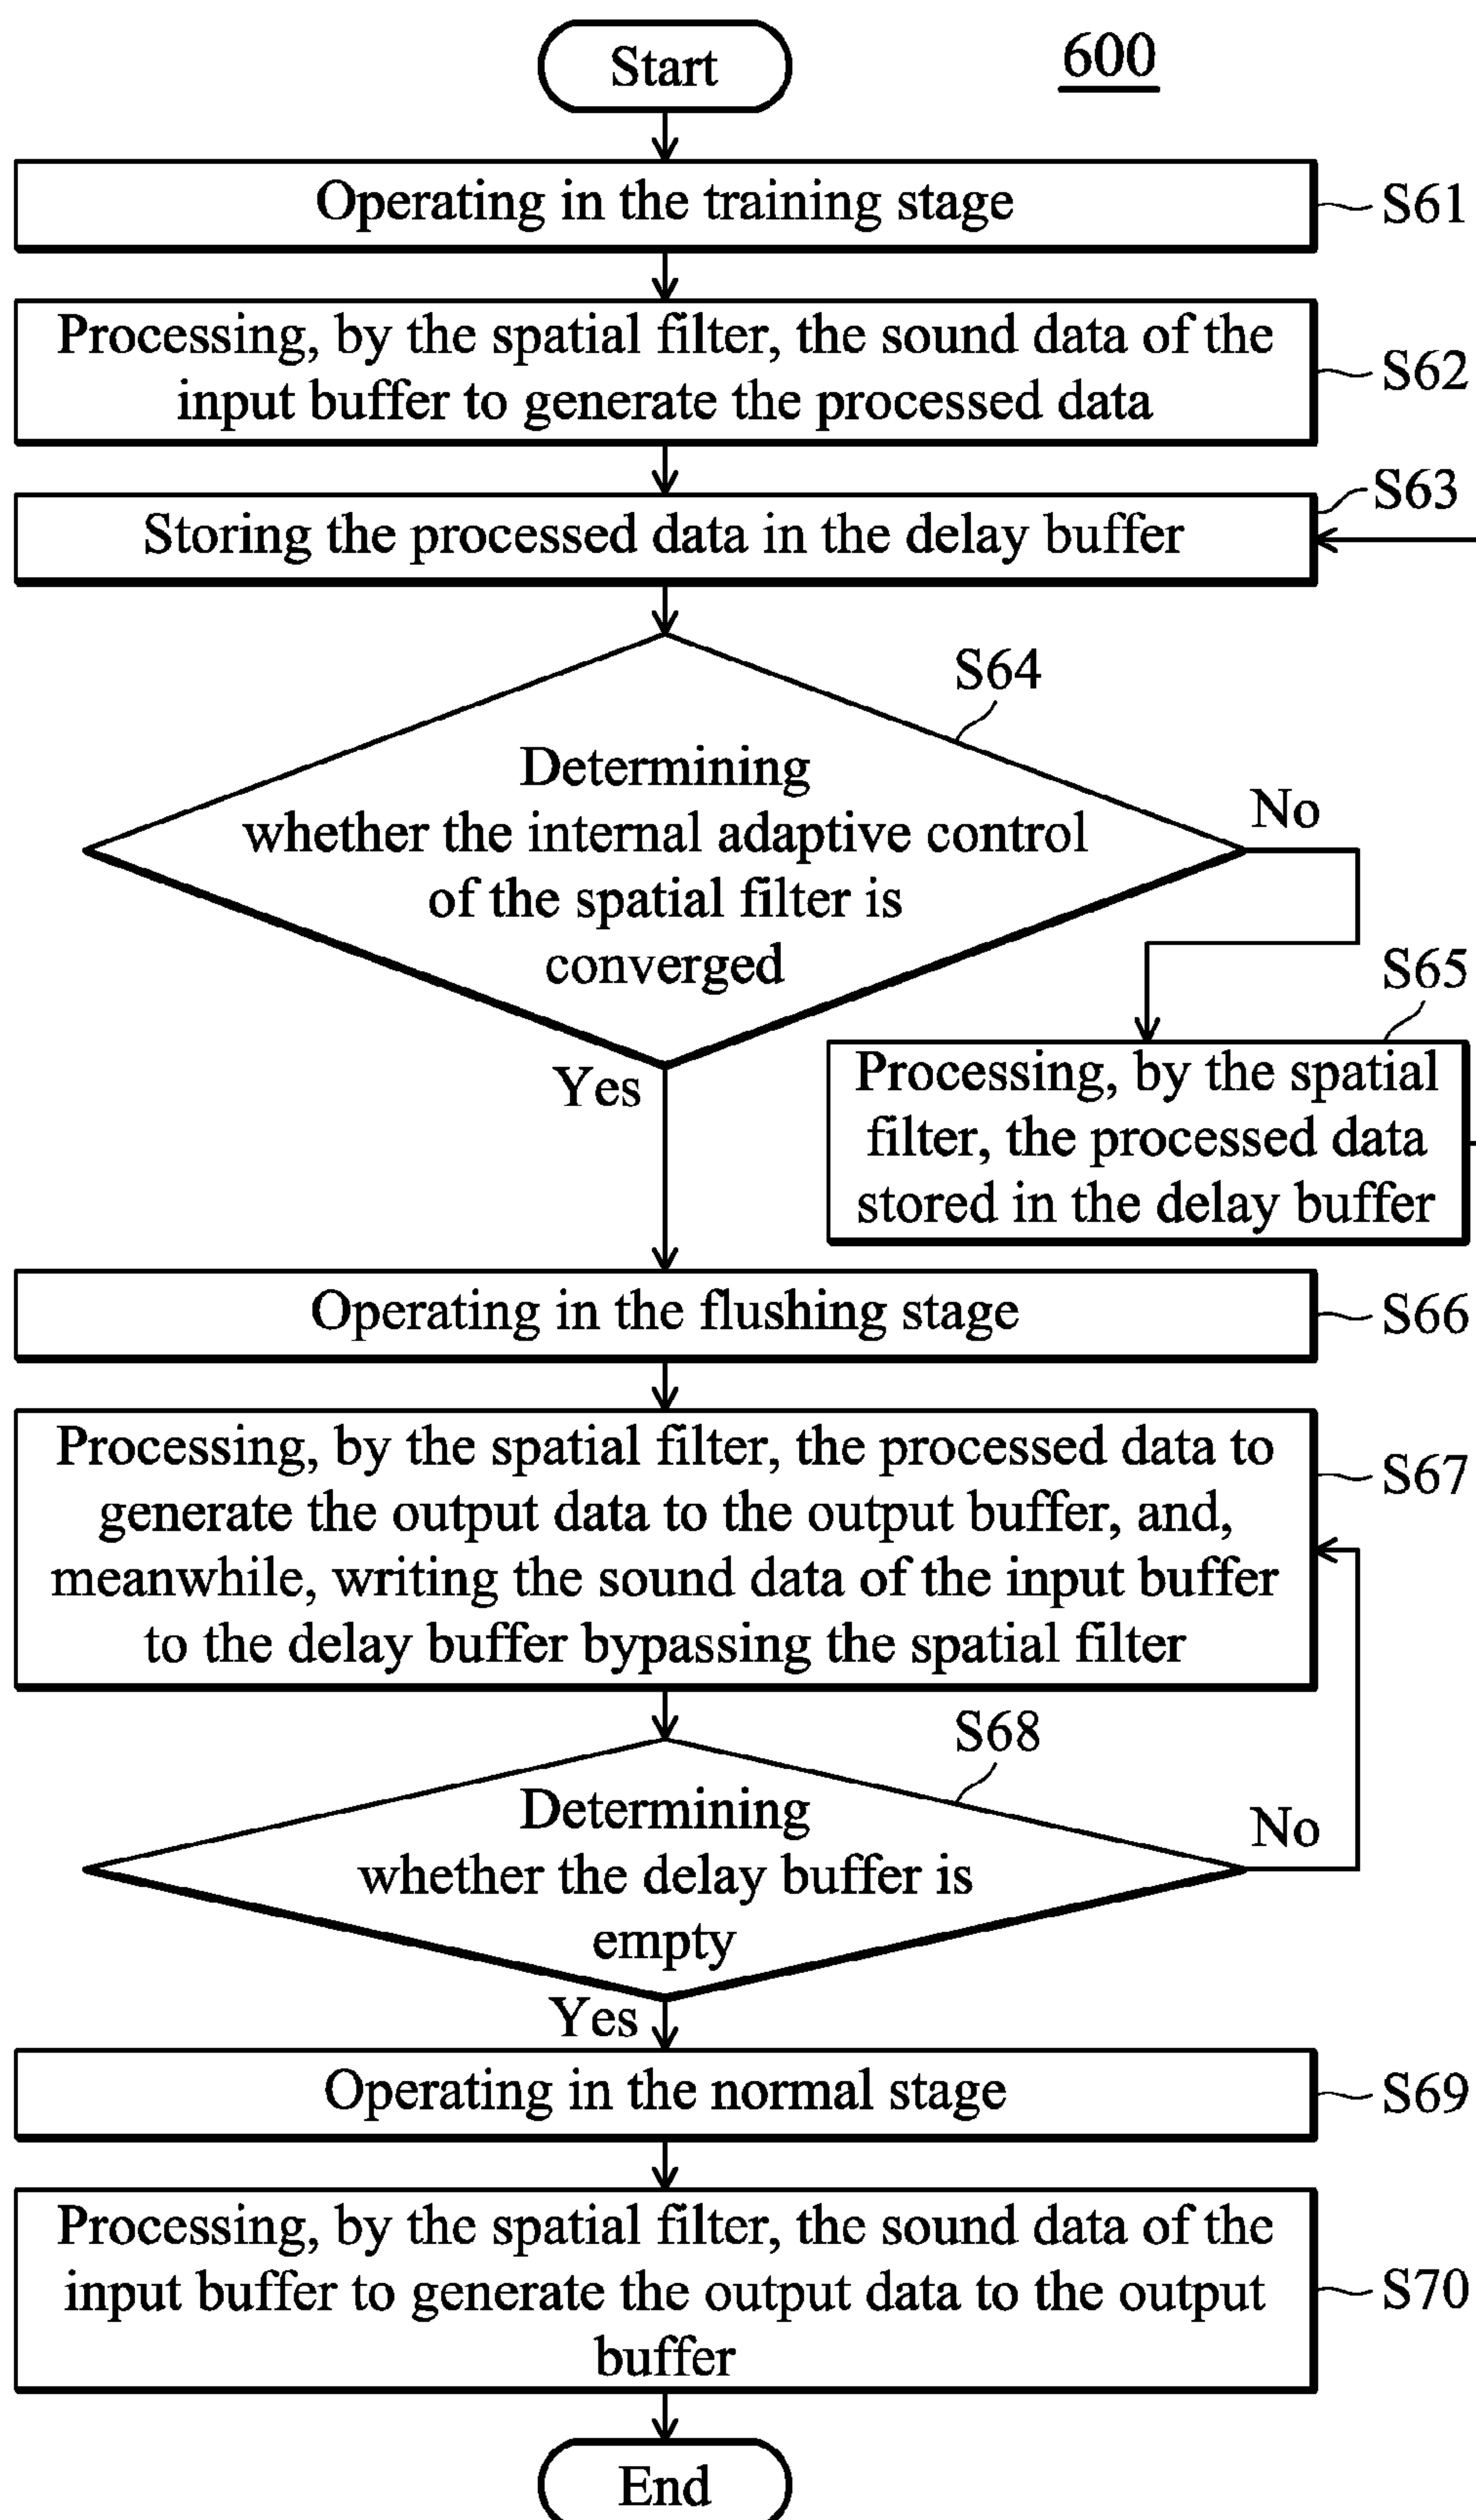 Start
600
Operating in the training stage
S61
Processing, by the spatial filter, the sound data of the
input buffer to generate the processed data
S62
S63
Storing the processed data in the delay buffer
S64
Determining
whether the internal adaptive control
of the spatial filter is
converged
No
Yes
S65
Processing, by the spatial
filter, the processed data
stored in the delay buffer
Operating in the flushing stage
S66
Processing, by the spatial filter, the processed data to
generate the output data to the output buffer, and,
meanwhile, writing the sound data of the input buffer
to the delay buffer bypassing the spatial filter
S67
S68
Determining
whether the delay buffer is
empty
No
Yes
Operating in the normal stage
S69
Processing, by the spatial filter, the sound data of the
input buffer to generate the output data to the output
buffer
S70
End